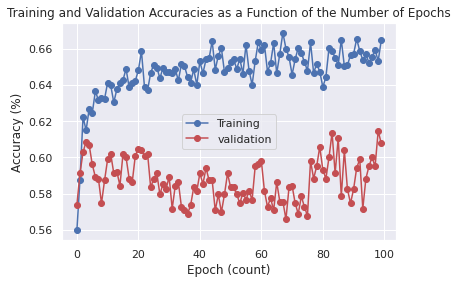 Training and Validation Accuracies as a Function of the Number of Epochs
Accuracy (%)
0.66
0.64
0.62
0.60
0.58
0.56
Training
validation
0 20 40 60 80 100
Epoch (count)